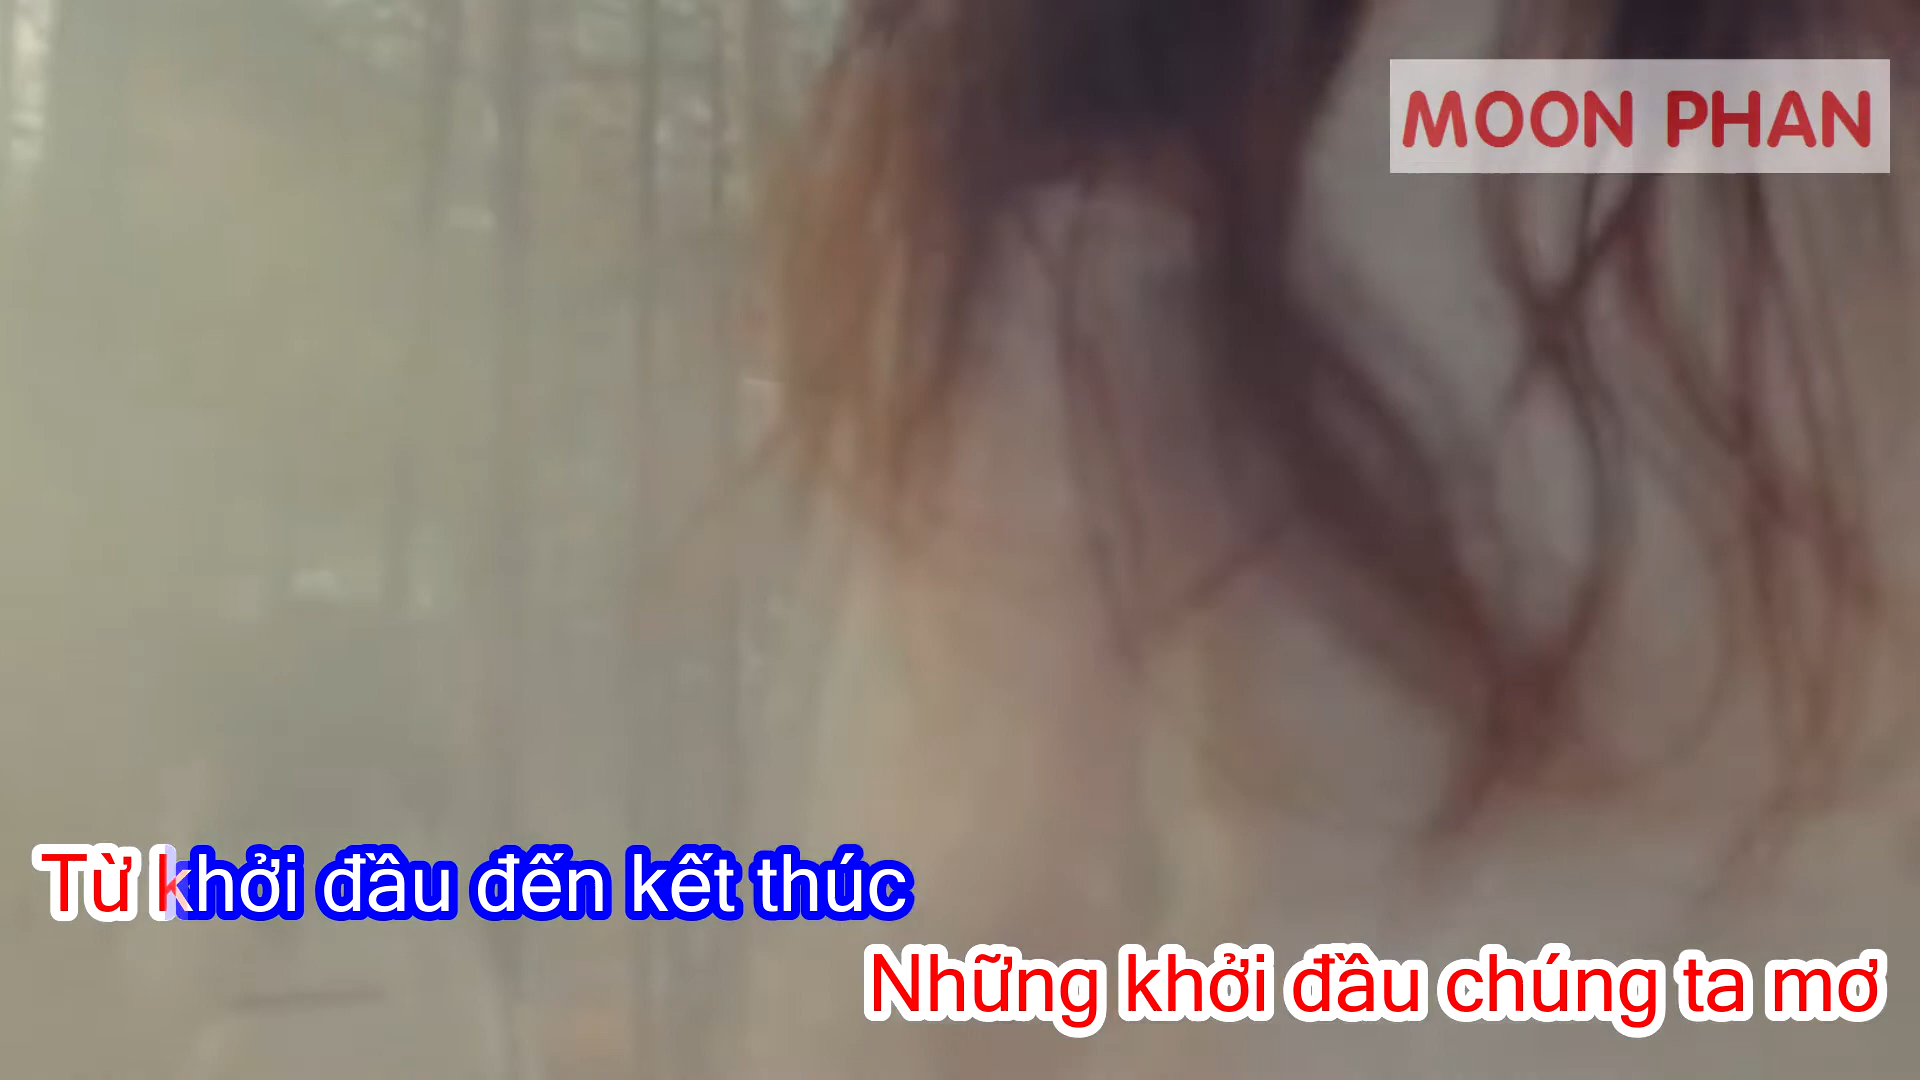 MOON PHAN
Từ khởi đầu đến kết thúc
Những khởi đầu chúng ta mơ